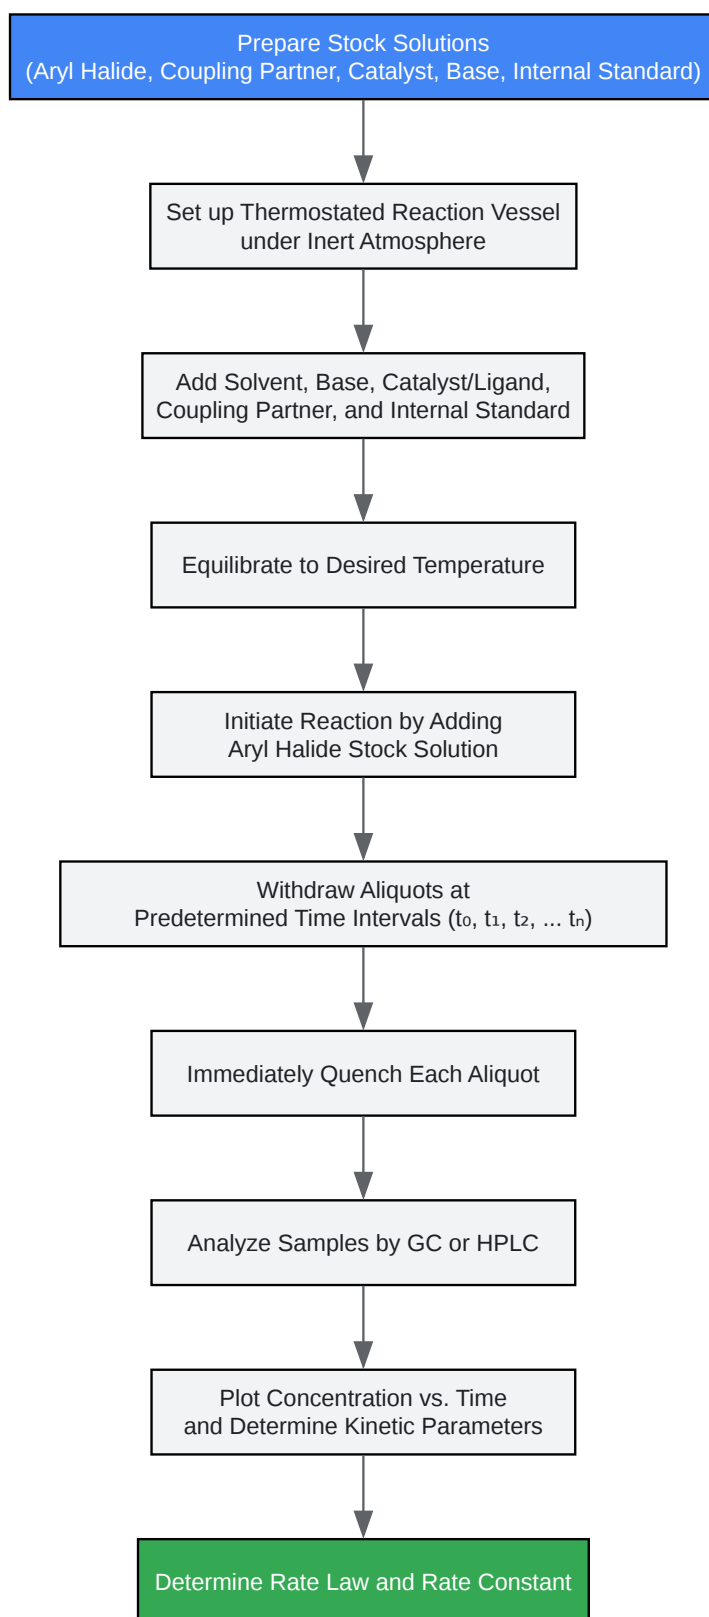 Prepare Stock Solutions
(Aryl Halide, Coupling Partner, Catalyst, Base, Internal Standard)
Set up Thermostated Reaction Vessel
under Inert Atmosphere
Add Solvent, Base, Catalyst/Ligand,
Coupling Partner, and Internal Standard
Equilibrate to Desired Temperature
Initiate Reaction by Adding
Aryl Halide Stock Solution
Withdraw Aliquots at
Predetermined Time Intervals (t₀, t₁, t₂, ... tₙ)
Immediately Quench Each Aliquot
Analyze Samples by GC or HPLC
Plot Concentration vs. Time
and Determine Kinetic Parameters
Determine Rate Law and Rate Constant